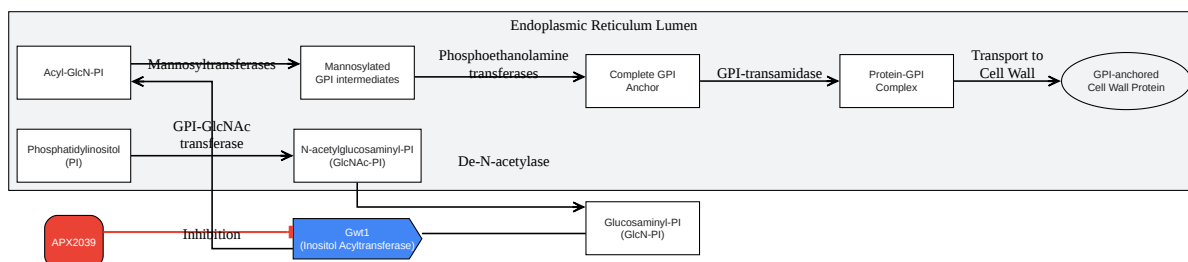 Endoplasmic Reticulum Lumen
Acyl-GlcN-PI
Mannosyltransferases
Mannosylated
GPI intermediates
Phosphoethanolamine
transferases
Complete GPI
Anchor
GPI-transamidase
Protein-GPI
Complex
Transport to
Cell Wall
GPI-anchored
Cell Wall Protein
Phosphatidylinositol
(PI)
GPI-GlcNAc
transferase
N-acetylglucosaminyl-PI
(GlcNAc-PI)
De-N-acetylase
APX2039
Inhibition
Gwt1
(Inositol Acyltransferase)
Glucosaminyl-PI
(GlcN-PI)